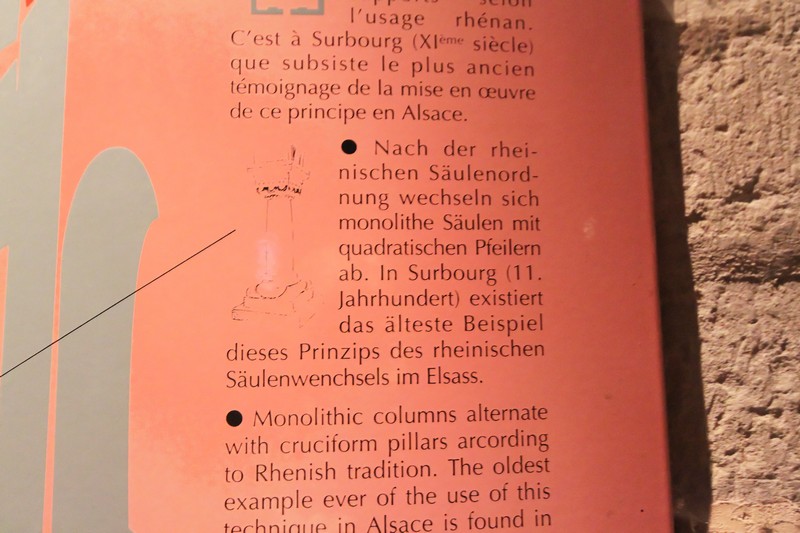 selon
l'usage rhénan.
C'est à Surbourg (XIème siècle)
que subsiste le plus ancien
témoignage de la mise en œuvre
de ce principe en Alsace.
● Nach der rhei-
nischen Säulenord-
nung wechseln sich
monolithe Säulen mit
quadratischen Pfeilern
ab. In Surbourg (11.
Jahrhundert) existiert
das älteste Beispiel
dieses Prinzips des rheinischen
Säulenwenchsels im Elsass.
● Monolithic columns alternate
with cruciform pillars arcording
to Rhenish tradition. The oldest
example ever of the use of this
technique in Alsace is found in